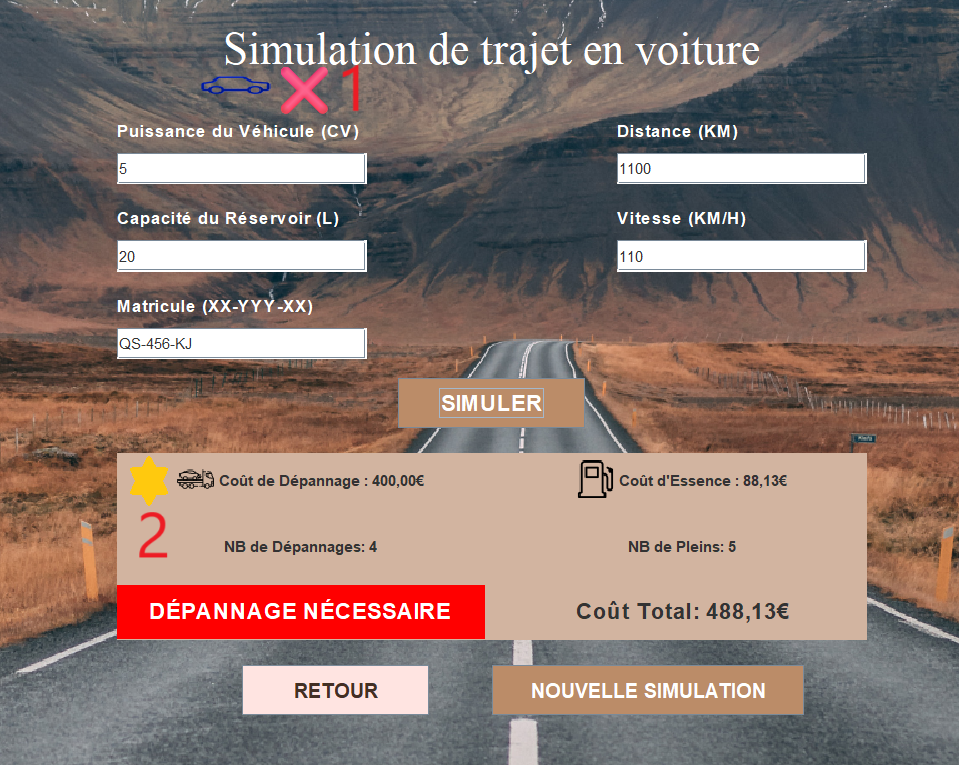 Simulation de trajet en voiture
1
Puissance du Véhicule (CV)
Distance (KM)
5
1100
Capacité du Réservoir (L)
Vitesse (KM/H)
20
110
Matricule (XX-YYY-XX)
QS-456-KJ
SIMULER
Coût de Dépannage : 400,00€
Coût d'Essence : 88,13€
2
NB de Dépannages: 4
NB de Pleins: 5
DÉPANNAGE NÉCESSAIRE
Coût Total: 488,13€
RETOUR
NOUVELLE SIMULATION